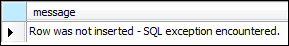 message
Row was not inserted - SQL exception encountered.